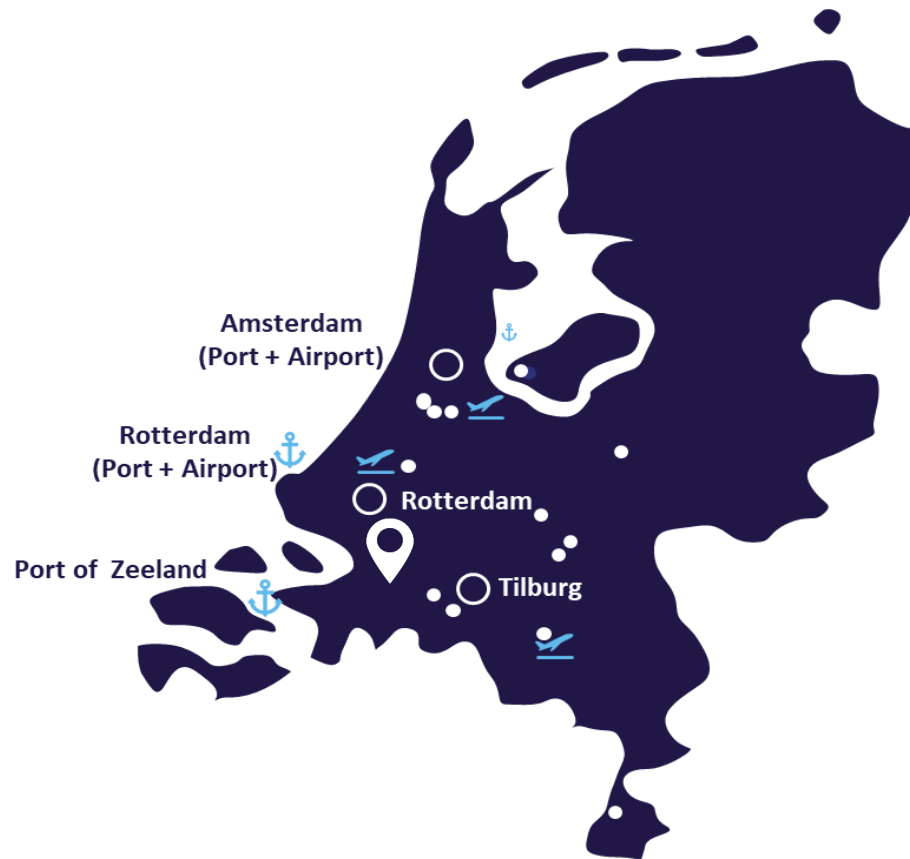 Amsterdam
(Port + Airport)
Rotterdam
(Port + Airport)
Rotterdam
Port of Zeeland
Tilburg